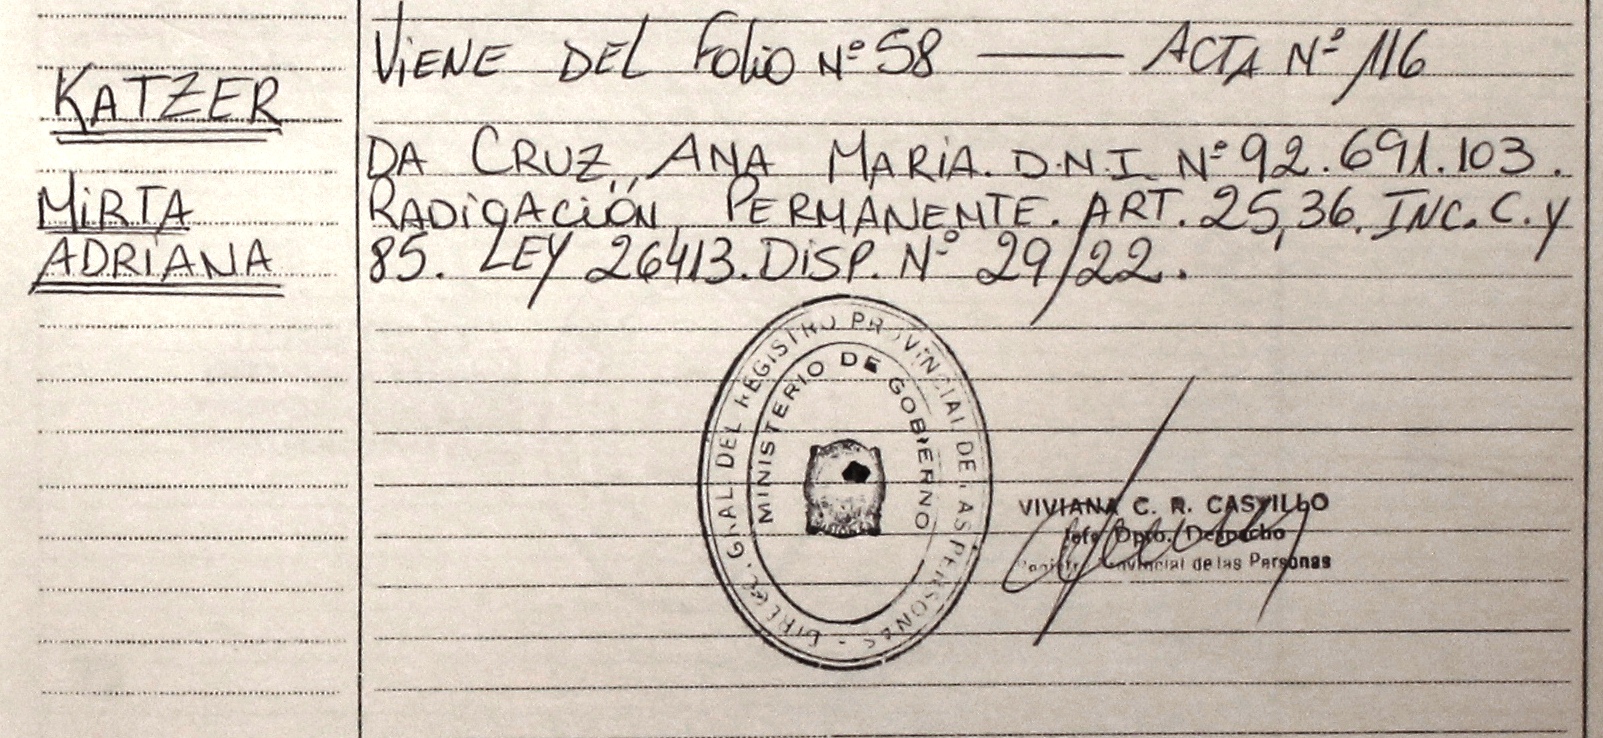 KATZER
MIRTA
ADRIANA
VIENE DEL FOLIO Nº 58 —— ACTA Nº 116
DA CRUZ, ANA MARIA. D.N.I. Nº 92.691.103.
RADIGACIÓN PERMANENTE. ART. 25,36. INC. C. y
85. LEY 26413. DISP. Nº 29/22.
DIREC. GRAL. DEL REGISTRO PROVINCIAL DE LAS PERSONAS -
MINISTERIO DE GOBIERNO
VIVIANA C. R. CASTILLO
Jefe Dpto. Despacho
Registro Provincial de las Personas